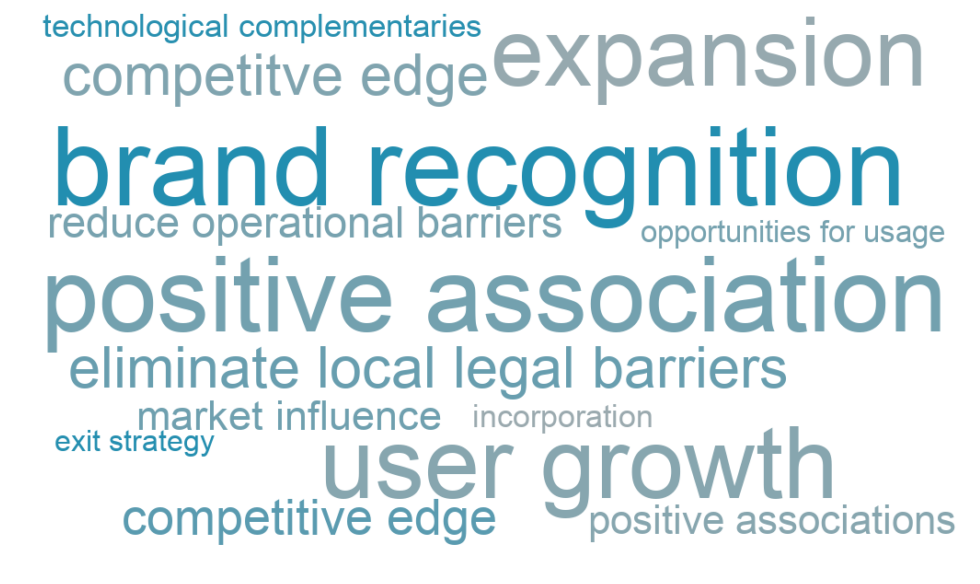 technological complementaries
competitve edge
expansion
brand recognition
reduce operational barriers
opportunities for usage
positive association
eliminate local legal barriers
market influence
incorporation
exit strategy
user growth
competitive edge
positive associations